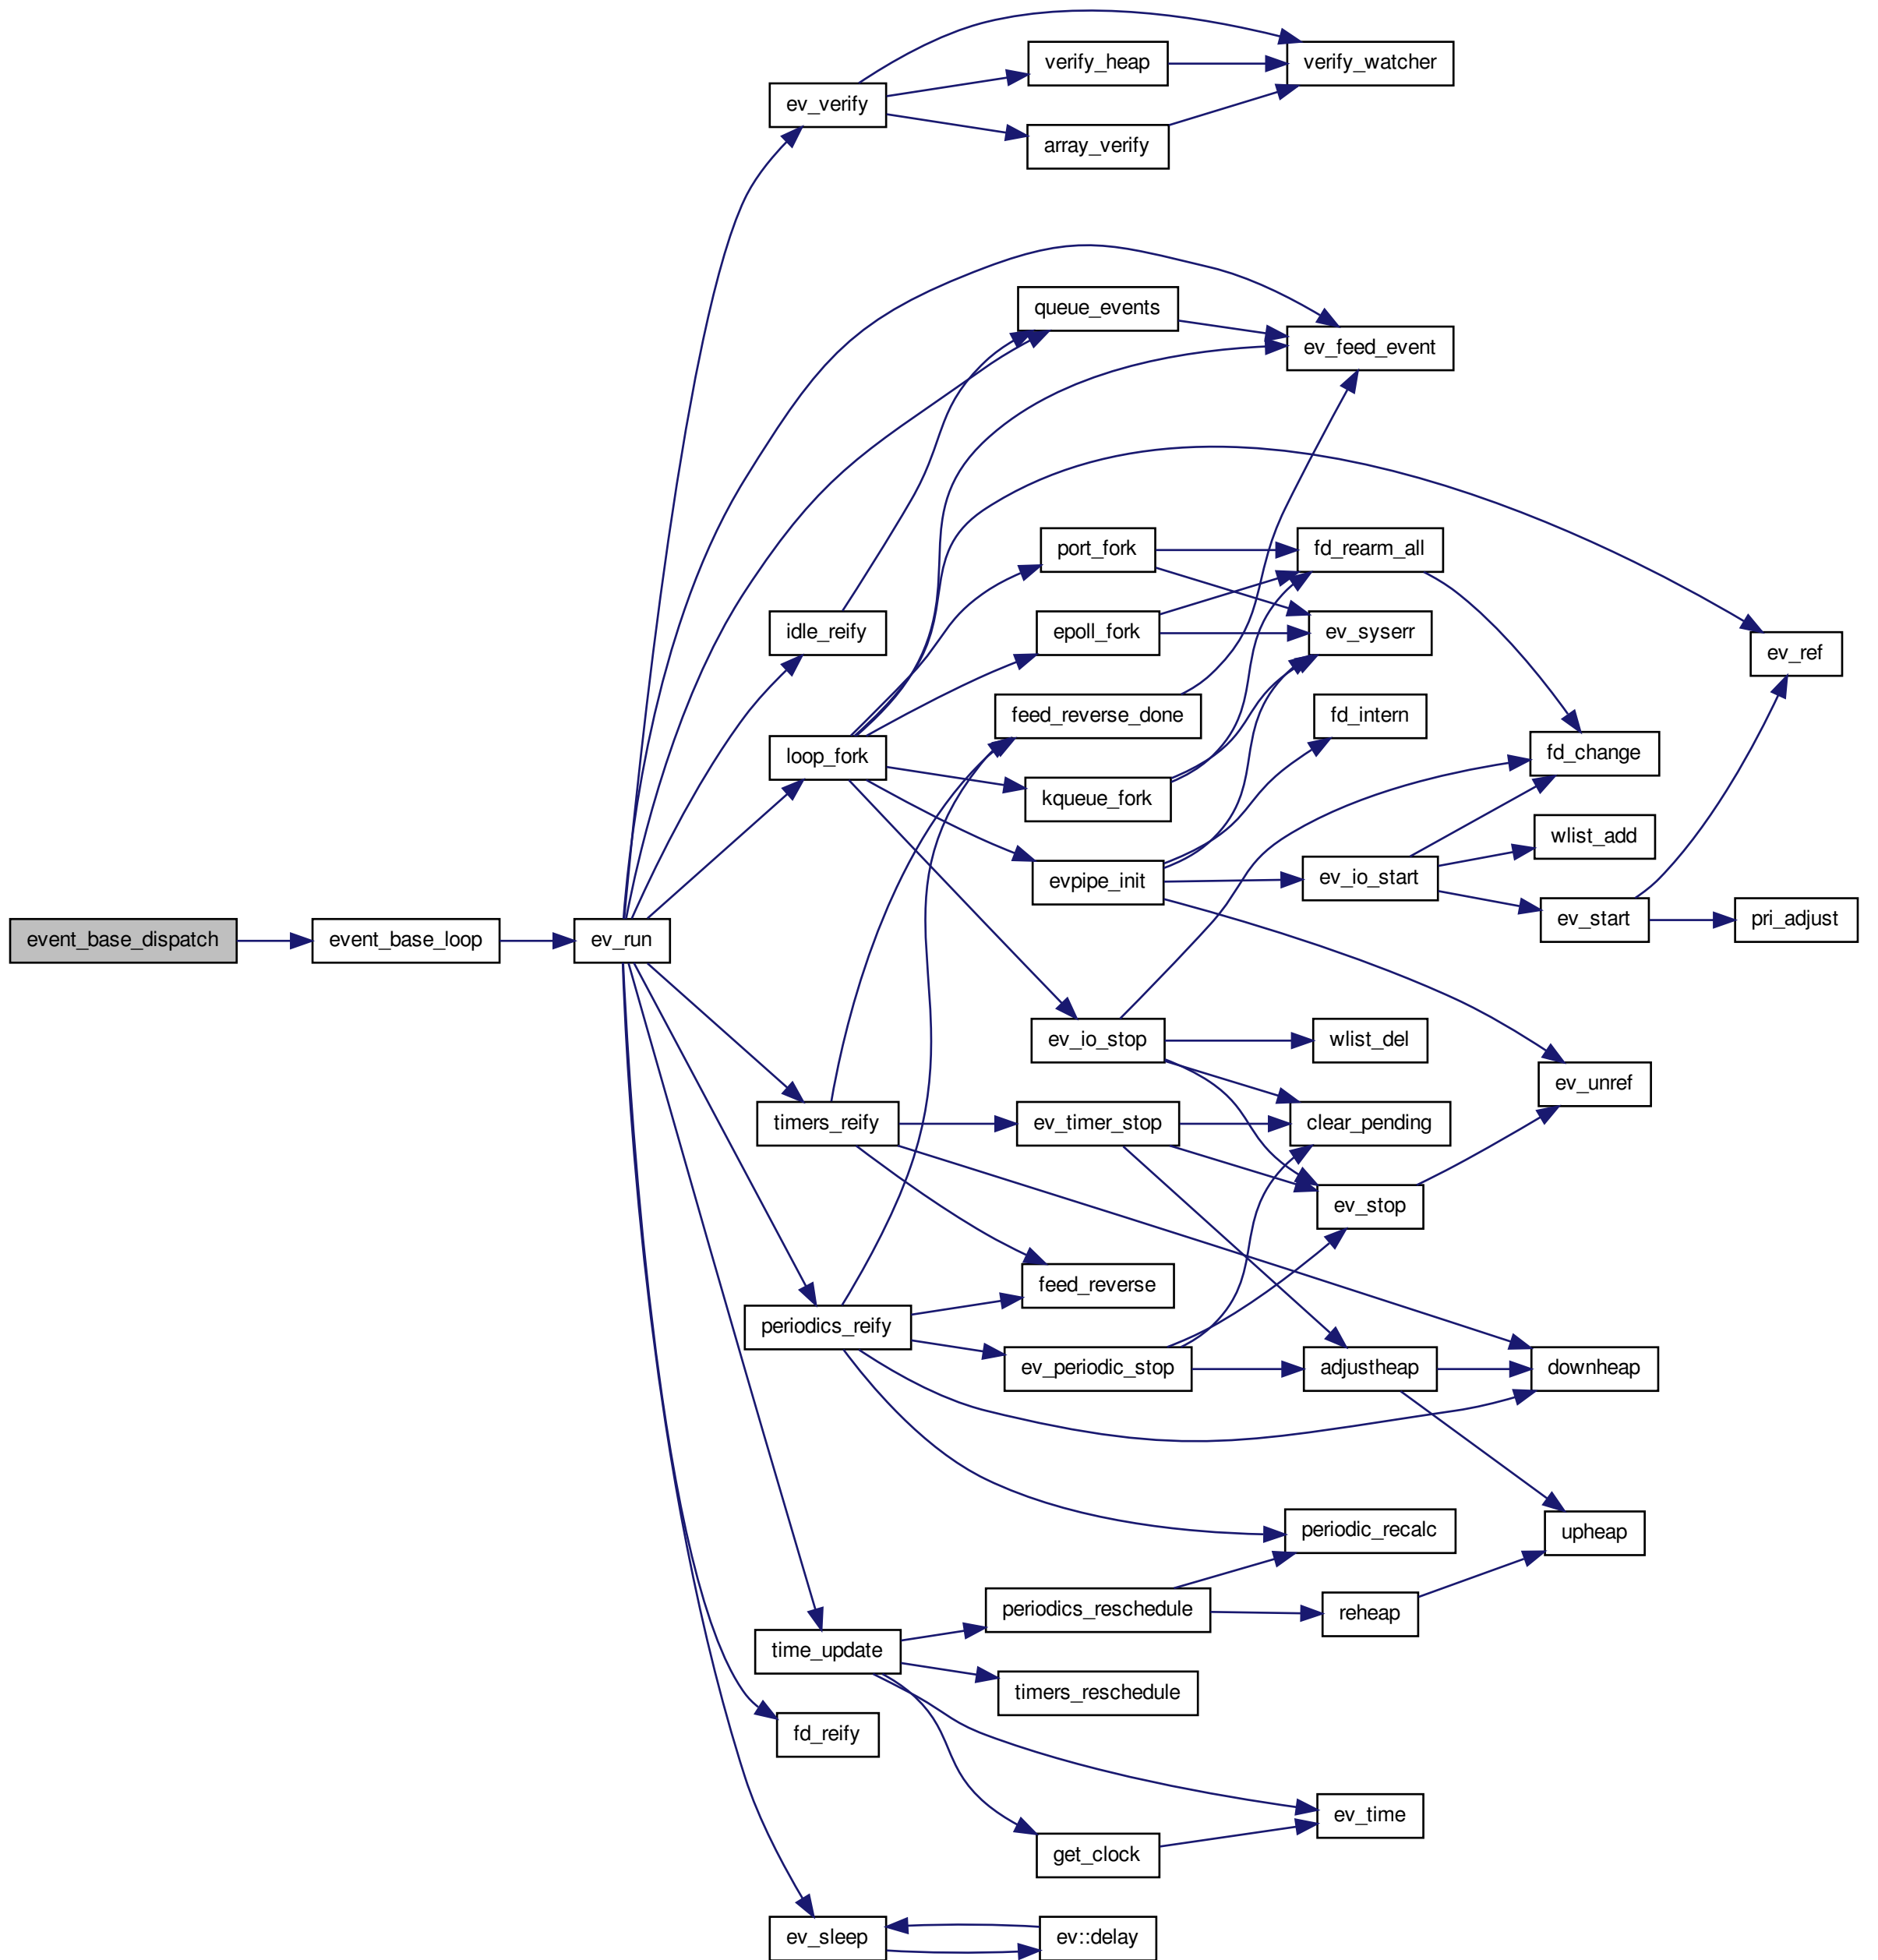 verify_heap
verify_watcher
ev_verify
array_verify
queue_events
ev_feed_event
port_fork
fd_rearm_all
idle_reify
epoll_fork
ev_syserr
ev_ref
feed_reverse_done
fd_intern
loop_fork
fd_change
kqueue_fork
wlist_add
evpipe_init
ev_io_start
ev_start
pri_adjust
event_base_dispatch
event_base_loop
ev_run
ev_io_stop
wlist_del
ev_unref
timers_reify
ev_timer_stop
clear_pending
ev_stop
feed_reverse
periodics_reify
ev_periodic_stop
adjustheap
downheap
periodic_recalc
upheap
periodics_reschedule
reheap
time_update
timers_reschedule
fd_reify
ev_time
get_clock
ev_sleep
ev::delay